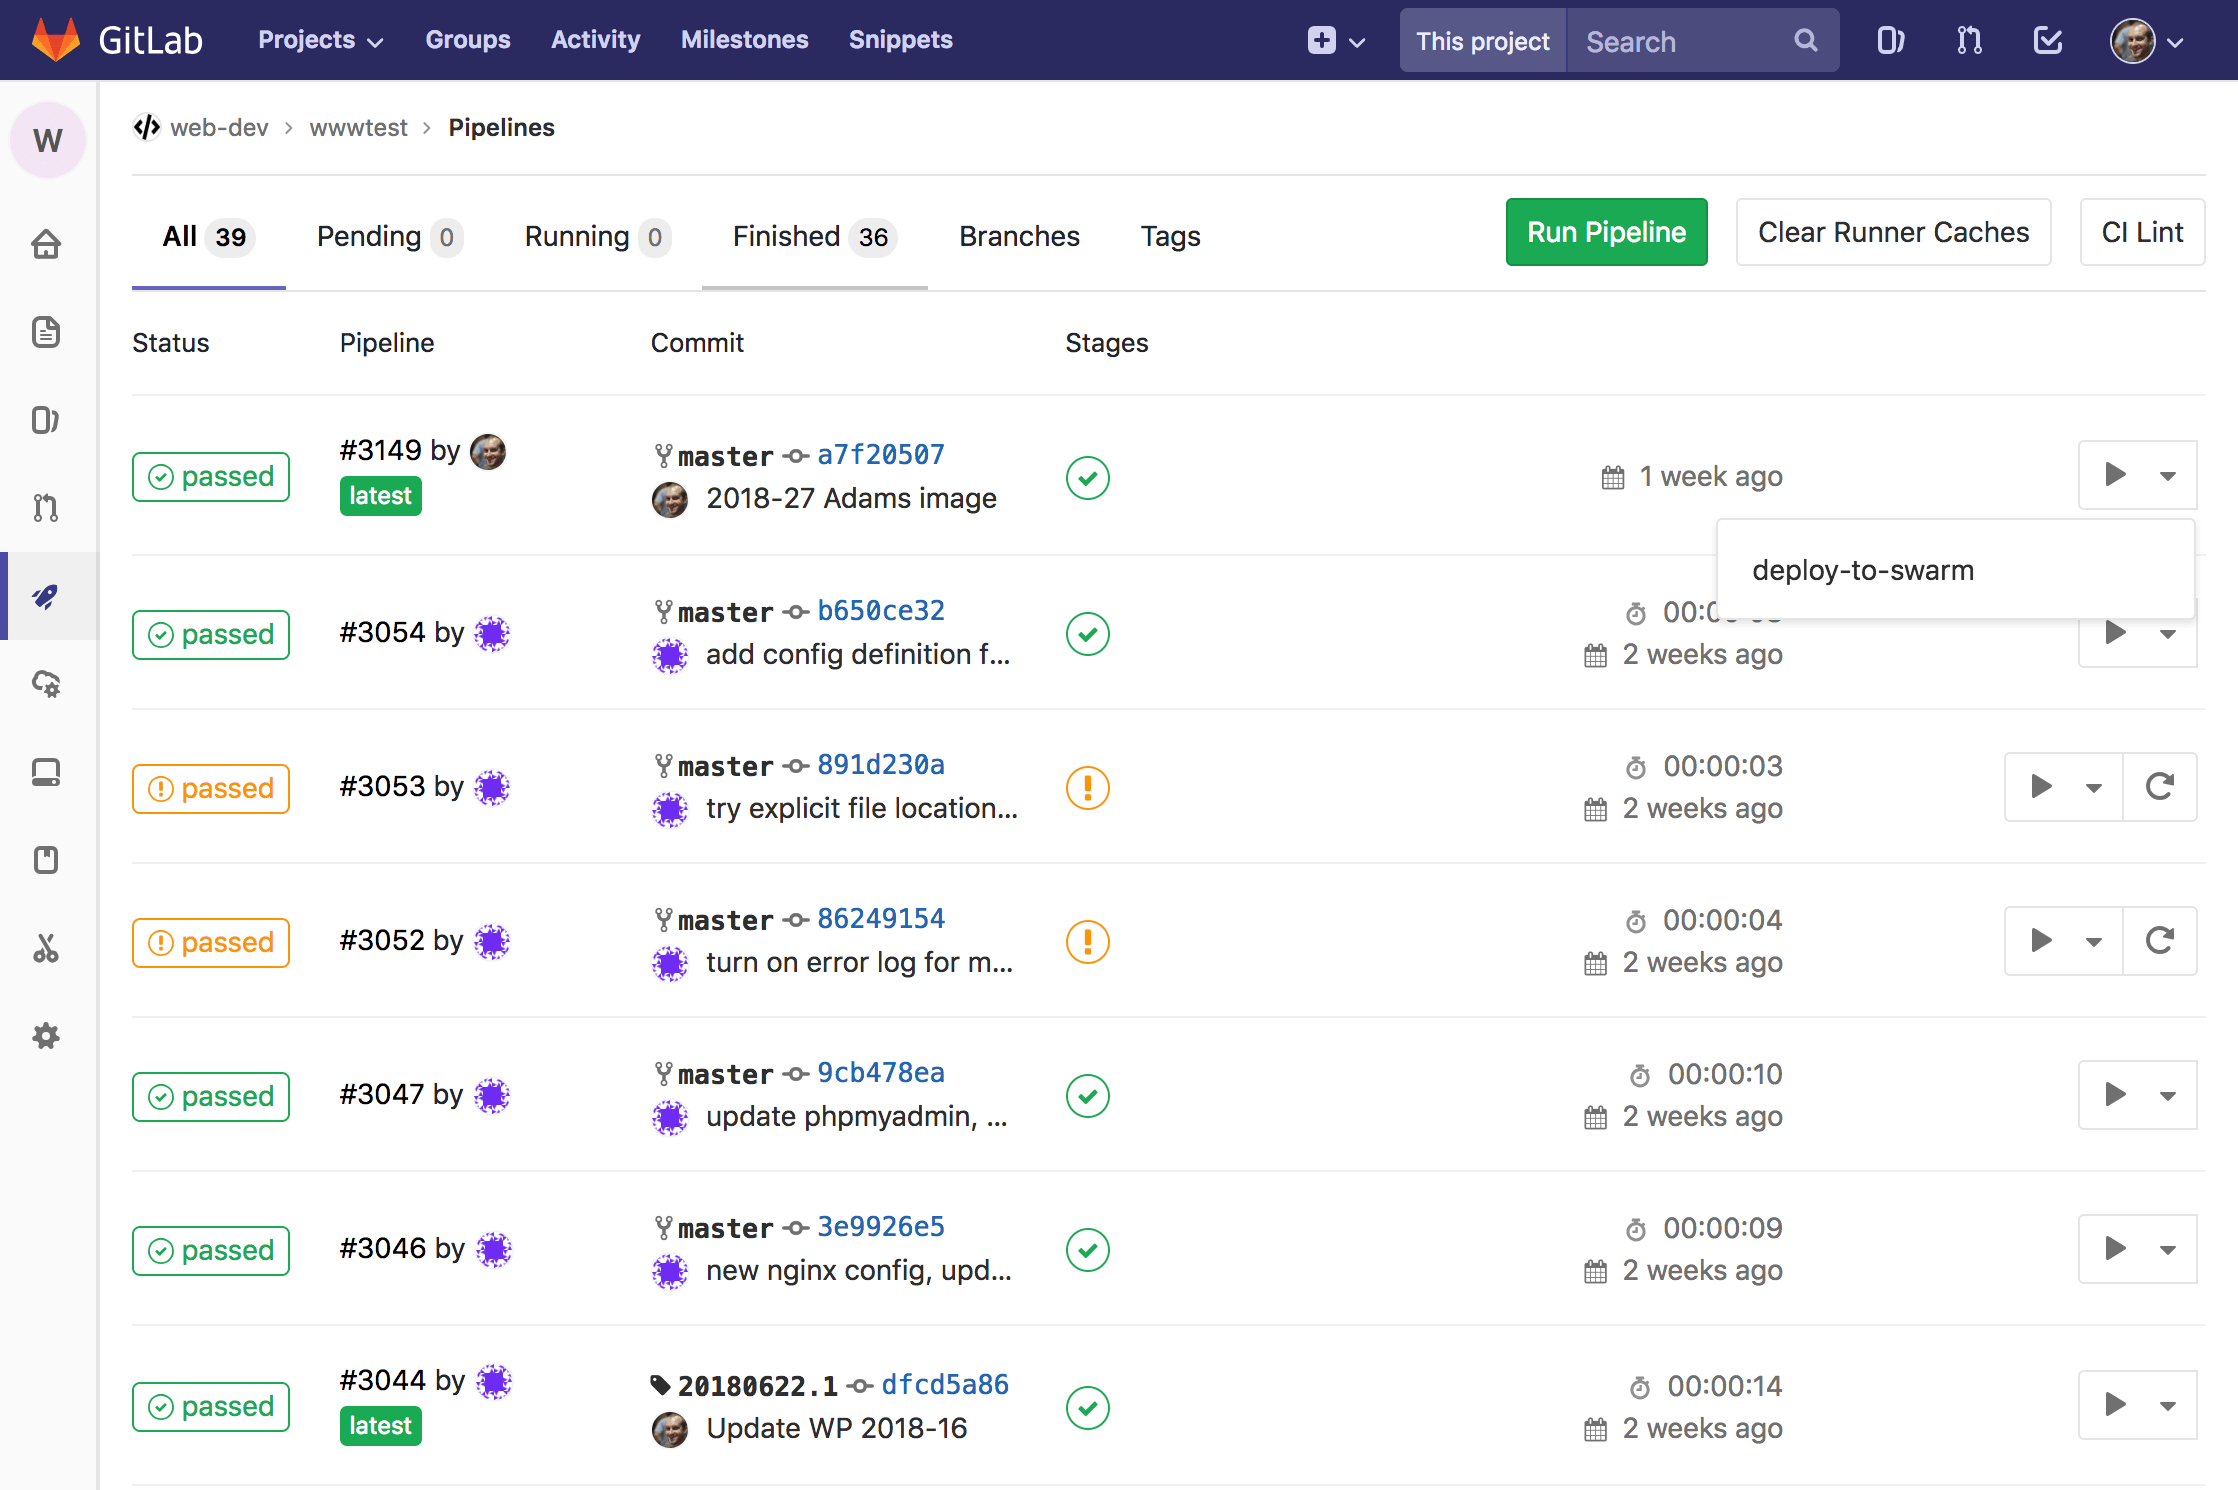 GitLab Projects Groups Activity Milestones Snippets This project Search
W
web-dev › wwwtest › Pipelines
All 39 Pending 0 Running 0 Finished 36 Branches Tags Run Pipeline Clear Runner Caches CI Lint
Status Pipeline Commit Stages
passed #3149 by latest master a7f20507 1 week ago
2018-27 Adams image
deploy-to-swarm
passed #3054 by master b650ce32
add config definition f... 2 weeks ago
passed #3053 by master 891d230a 00:00:03
try explicit file location... 2 weeks ago
passed #3052 by master 86249154 00:00:04
turn on error log for m... 2 weeks ago
passed #3047 by master 9cb478ea 00:00:10
update phpmyadmin, ... 2 weeks ago
passed #3046 by master 3e9926e5 00:00:09
new nginx config, upd... 2 weeks ago
passed #3044 by latest 20180622.1 dfcd5a86 00:00:14
Update WP 2018-16 2 weeks ago